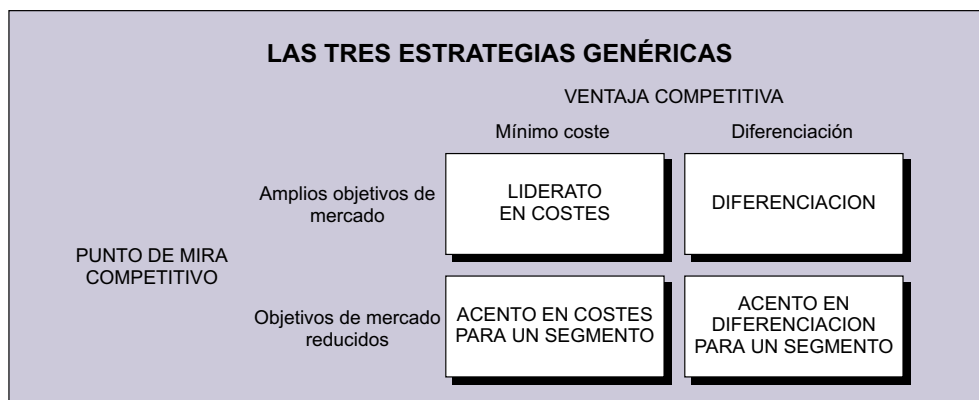 LAS TRES ESTRATEGIAS GENÉRICAS
VENTAJA COMPETITIVA
Mínimo coste
Diferenciación
Amplios objetivos de
mercado
LIDERATO
EN COSTES
DIFERENCIACION
PUNTO DE MIRA
COMPETITIVO
Objetivos de mercado
reducidos
ACENTO EN COSTES
PARA UN SEGMENTO
ACENTO EN
DIFERENCIACION
PARA UN SEGMENTO